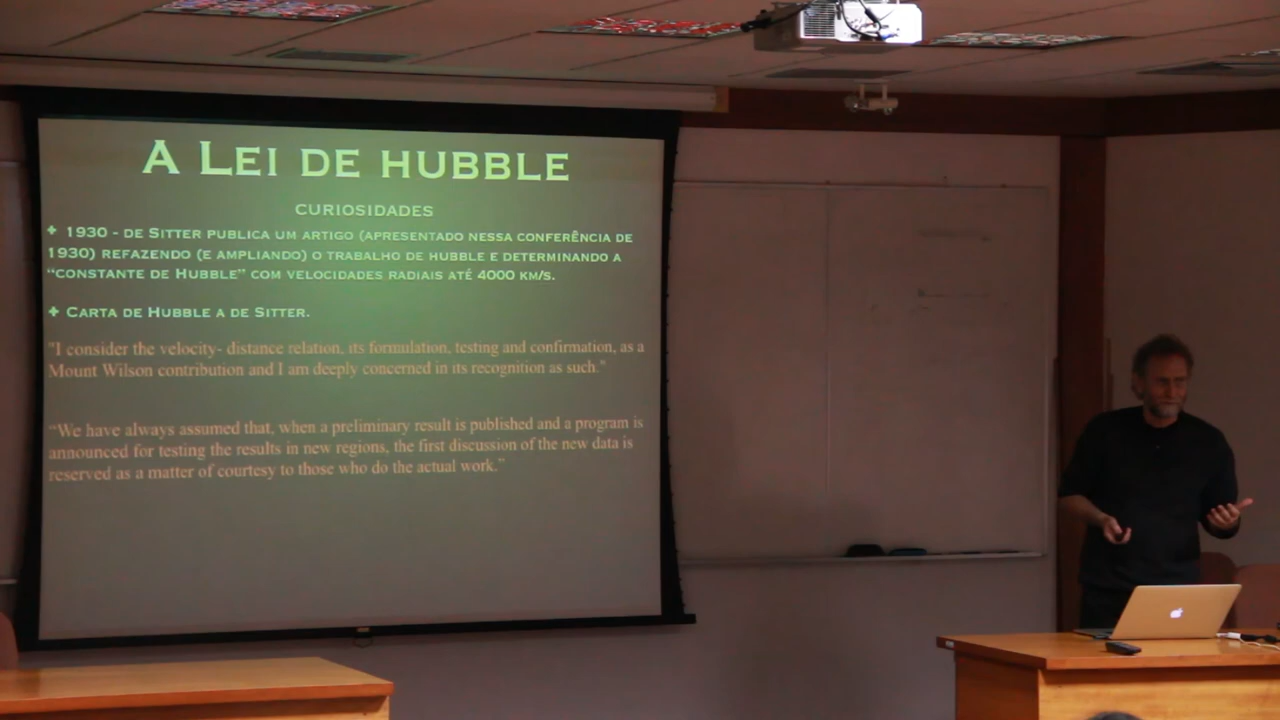 A LEI DE HUBBLE
CURIOSIDADES
✦ 1930 - DE SITTER PUBLICA UM ARTIGO (APRESENTADO NESSA CONFERÊNCIA DE
1930) REFAZENDO (E AMPLIANDO) O TRABALHO DE HUBBLE E DETERMINANDO A
“CONSTANTE DE HUBBLE” COM VELOCIDADES RADIAIS ATÉ 4000 KM/S.
✦ CARTA DE HUBBLE A DE SITTER.
"I consider the velocity- distance relation, its formulation, testing and confirmation, as a
Mount Wilson contribution and I am deeply concerned in its recognition as such."
“We have always assumed that, when a preliminary result is published and a program is
announced for testing the results in new regions, the first discussion of the new data is
reserved as a matter of courtesy to those who do the actual work.”